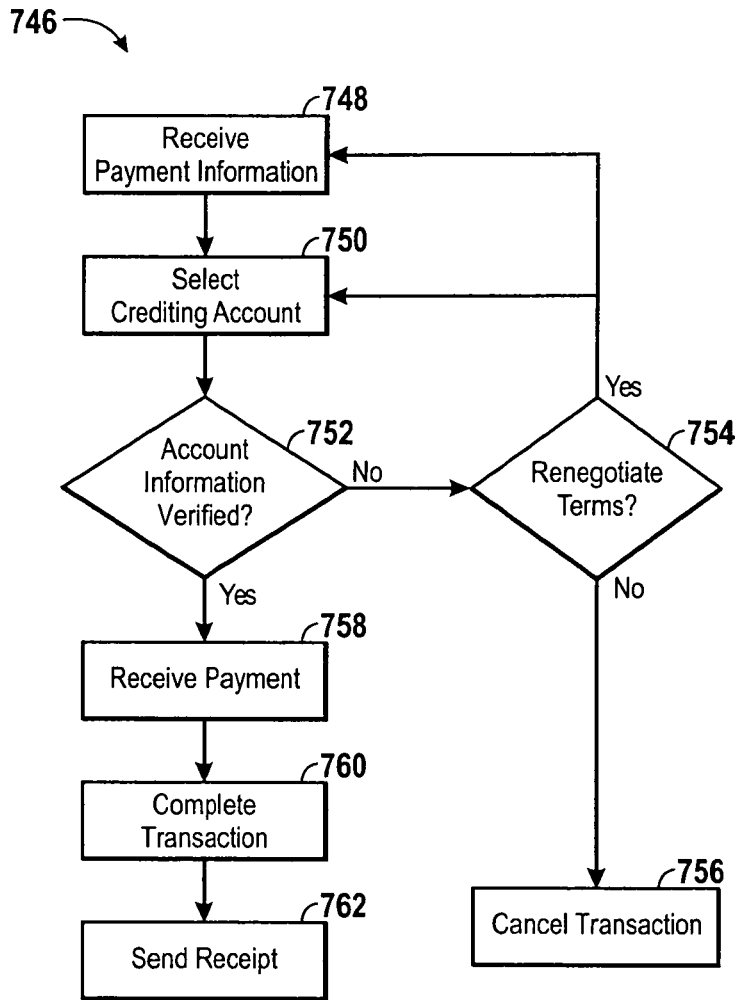 746
748
Receive
Payment Information
750
Select
Crediting Account
752
Account
Information
Verified?
No
Yes
754
Renegotiate
Terms?
Yes
No
758
Receive Payment
760
Complete
Transaction
762
Send Receipt
756
Cancel Transaction